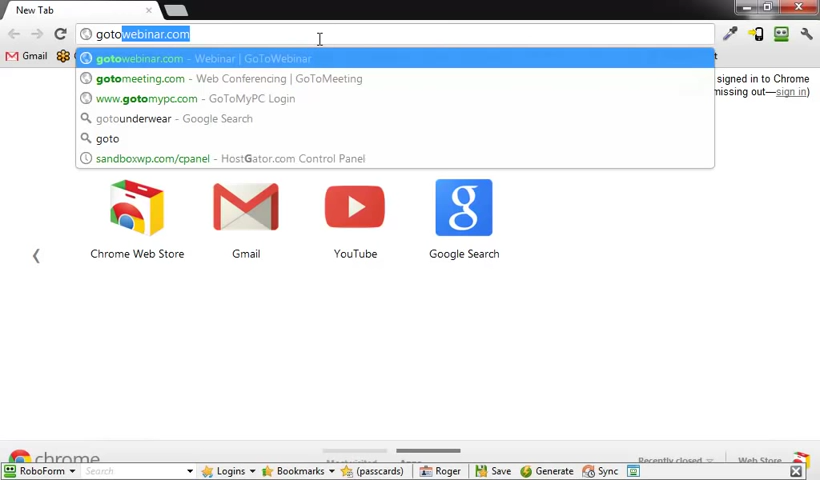 New Tab
gotowebinar.com
Gmail
t
gotowebinar.com - Webinar | GoToWebinar
gotomeeting.com - Web Conferencing | GoToMeeting
www.gotomypc.com - GoToMyPC Login
gotounderwear - Google Search
goto
sandboxwp.com/cpanel - HostGator.com Control Panel
signed in to Chrome
missing out—sign in)
Chrome Web Store
Gmail
YouTube
Google Search
chrome
Most visited
Apps
Recently closed
Web Store
RoboForm
Search
Logins
Bookmarks
(passcards)
Roger
Save
Generate
Sync